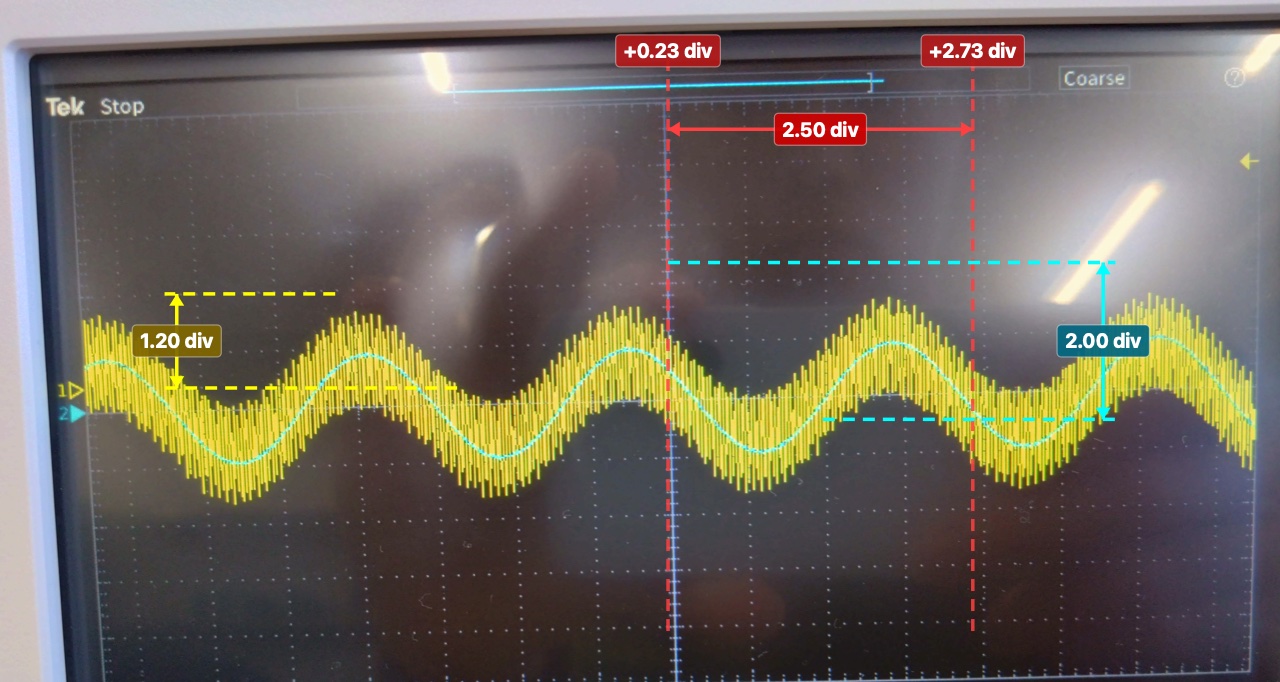 +0.23 div
+2.73 div
Coarse
?
Tek Stop
2.50 div
1.20 div
2.00 div
1
2